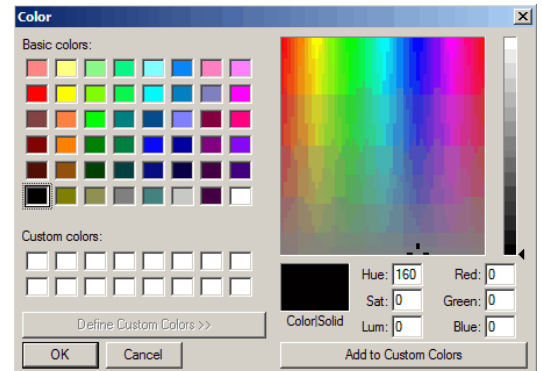 Color
Basic colors:
Custom colors:
Define Custom Colors >>
OK Cancel
Color|Solid
Hue: 160 Red: 0
Sat: 0 Green: 0
Lum: 0 Blue: 0
Add to Custom Colors